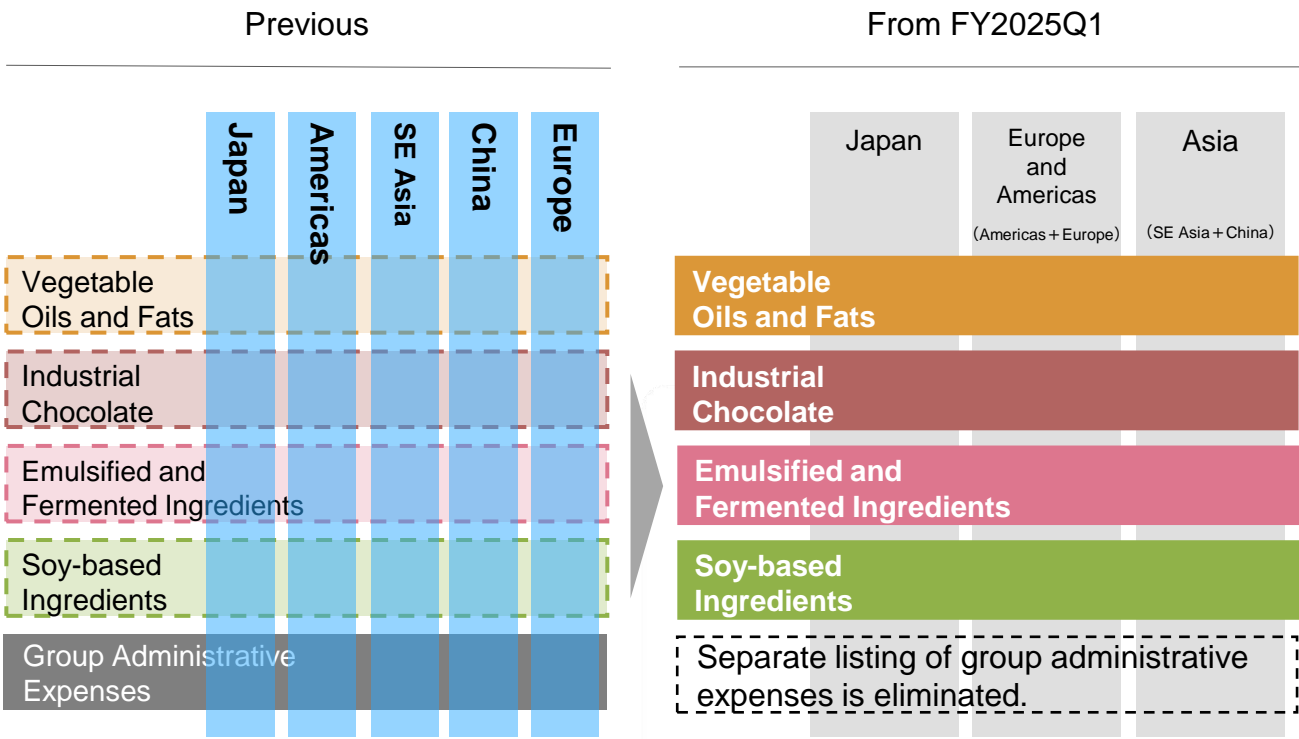 Previous
Japan
Americas
SE Asia
China
Europe
Vegetable
Oils and Fats
Industrial
Chocolate
Emulsified and
Fermented Ingredients
Soy-based
Ingredients
Group Administrative
Expenses
From FY2025Q1
Japan
Europe
and
Americas
(Americas+Europe)
Asia
(SE Asia+China)
Vegetable
Oils and Fats
Industrial
Chocolate
Emulsified and
Fermented Ingredients
Soy-based
Ingredients
Separate listing of group administrative
expenses is eliminated.